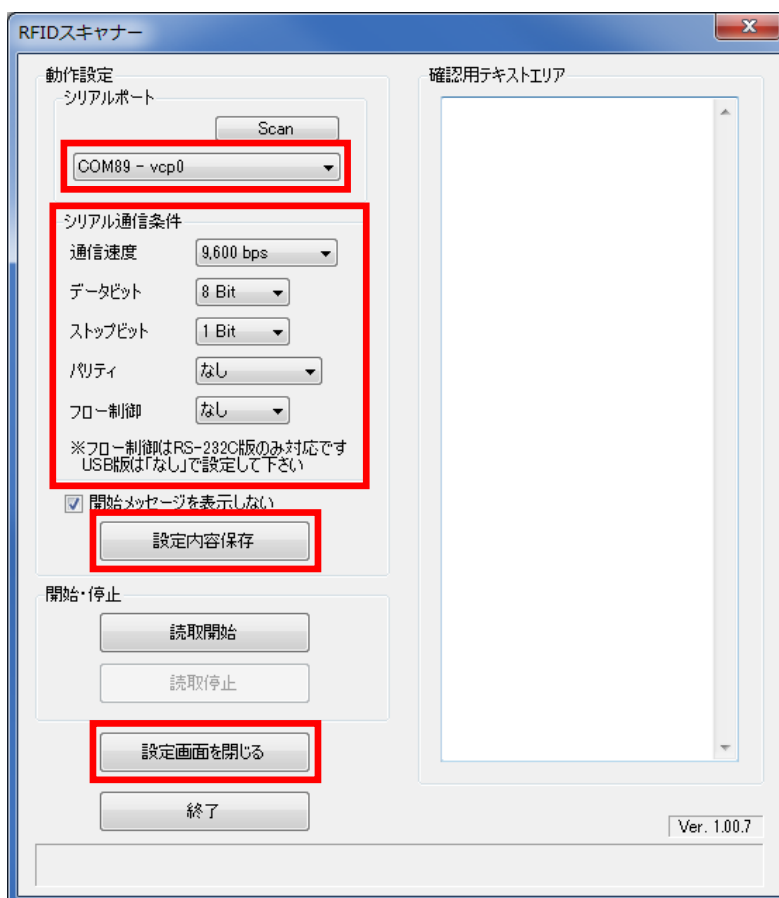 RFIDスキャナー
動作設定
シリアルポート
Scan
COM89 - vcp0
シリアル通信条件
通信速度 9,600 bps
データビット 8 Bit
ストップビット 1 Bit
パリティ なし
フロー制御 なし
※フロー制御はRS-232C版のみ対応です
USB版は「なし」で設定して下さい
開始メッセージを表示しない
設定内容保存
開始・停止
読取開始
読取停止
設定画面を閉じる
終了
確認用テキストエリア
Ver. 1.00.7